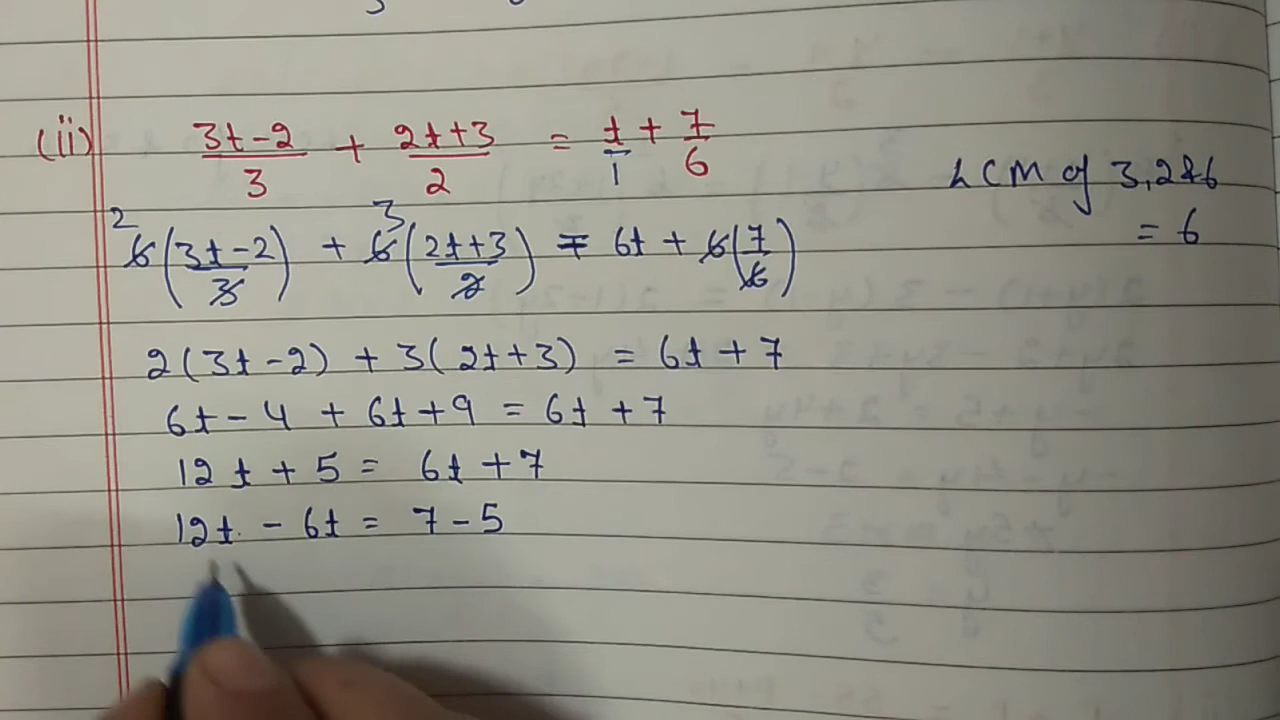 (ii) (3t-2)/3 + (2t+3)/2 = t/1 + 7/6
LCM of 3,2&6
= 6
2 6((3t-2)/3) + 3 6((2t+3)/2) = 6t + 6(7/6)
2(3t-2) + 3(2t+3) = 6t+7
6t-4 + 6t+9 = 6t+7
12t+5 = 6t+7
12t - 6t = 7-5